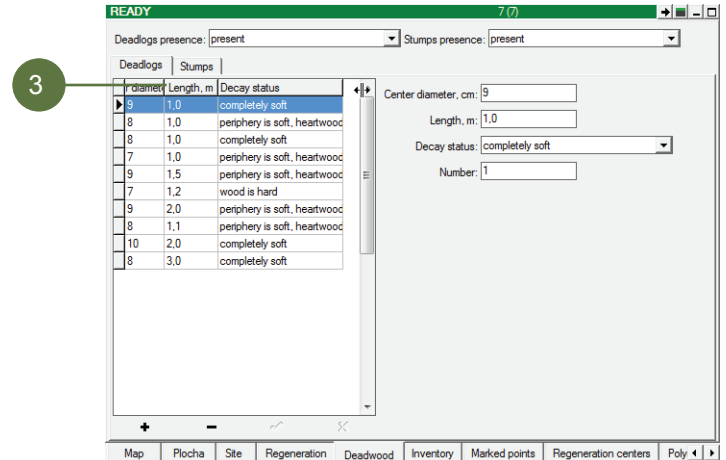 READY 7 (7)
Deadlogs presence: present Stumps presence: present
Deadlogs Stumps
3
r diamete Length, m Decay status
9 1,0 completely soft
8 1,0 periphery is soft, heartwood
8 1,0 completely soft
7 1,0 periphery is soft, heartwood
9 1,5 periphery is soft, heartwood
7 1,2 wood is hard
9 2,0 periphery is soft, heartwood
8 1,1 periphery is soft, heartwood
10 2,0 completely soft
8 3,0 completely soft
Center diameter, cm: 9
Length, m: 1,0
Decay status: completely soft
Number: 1
Map Plocha Site Regeneration Deadwood Inventory Marked points Regeneration centers Poly